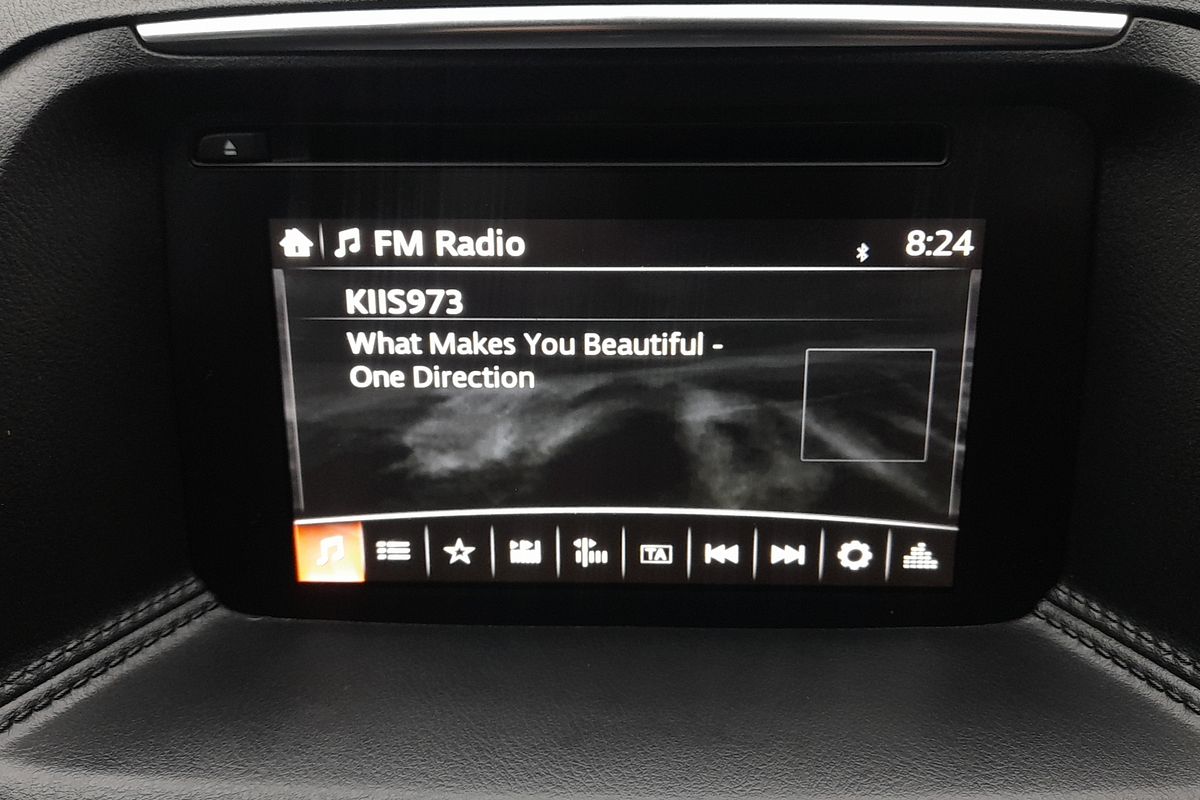 FM Radio 8:24
KIIS973
What Makes You Beautiful -
One Direction
TA